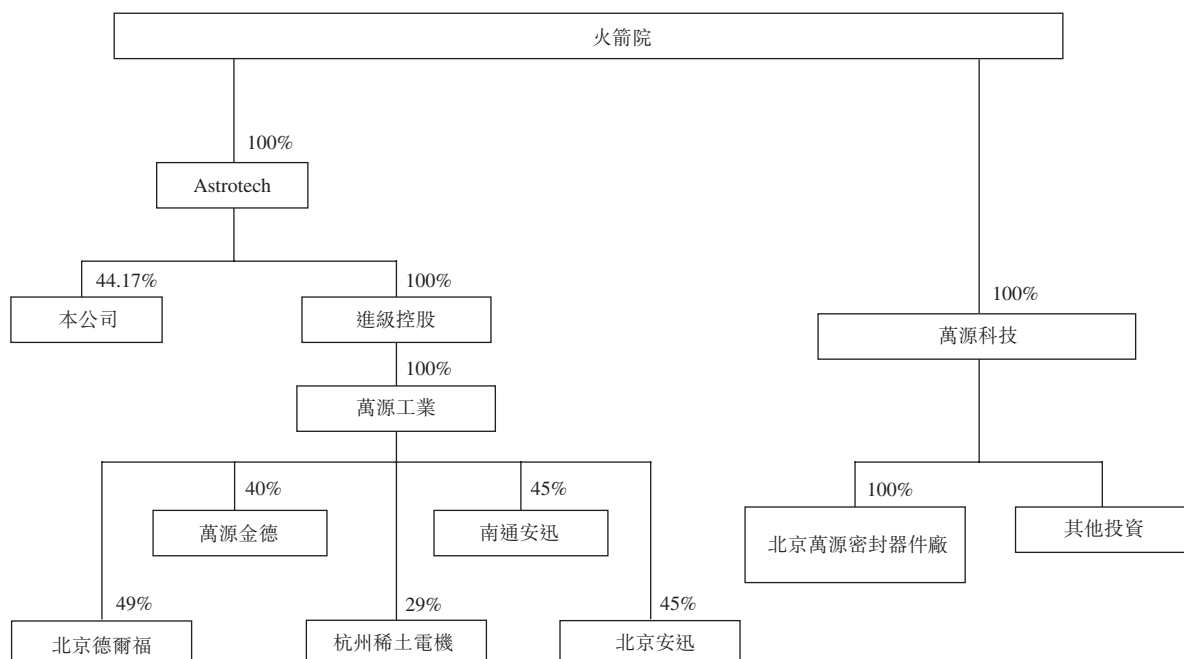 火箭院
100%
Astrotech
44.17%
100%
100%
本公司
進級控股
萬源科技
100%
萬源工業
40%
45%
100%
萬源金德
南通安迅
北京萬源密封器件廠
其他投資
49%
29%
45%
北京德爾福
杭州稀土電機
北京安迅